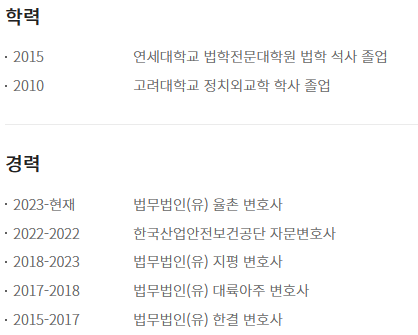 학력
· 2015 연세대학교 법학전문대학원 법학 석사 졸업
· 2010 고려대학교 정치외교학 학사 졸업
경력
· 2023-현재 법무법인(유) 율촌 변호사
· 2022-2022 한국산업안전보건공단 자문변호사
· 2018-2023 법무법인(유) 지평 변호사
· 2017-2018 법무법인(유) 대륙아주 변호사
· 2015-2017 법무법인(유) 한결 변호사